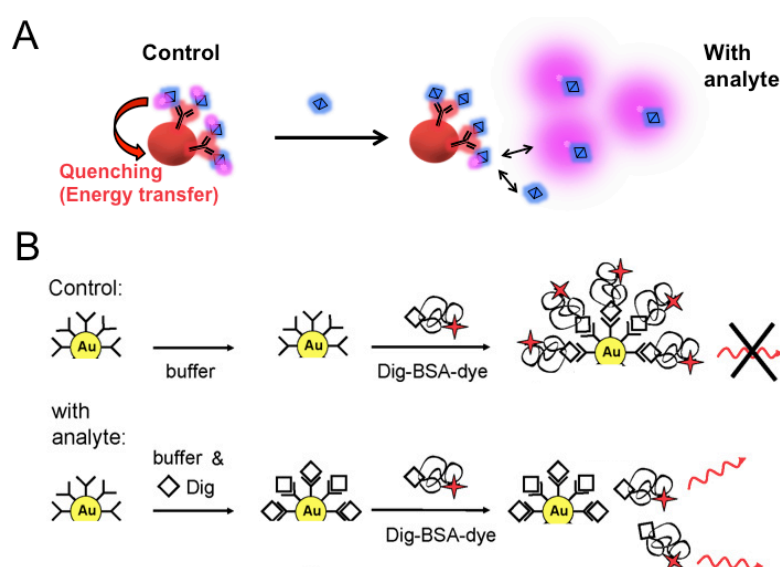 A
Control
With
analyte
Quenching
(Energy transfer)
B
Control:
Au
buffer
Au
Dig-BSA-dye
Au
with
analyte:
Au
buffer &
Dig
Au
Dig-BSA-dye
Au